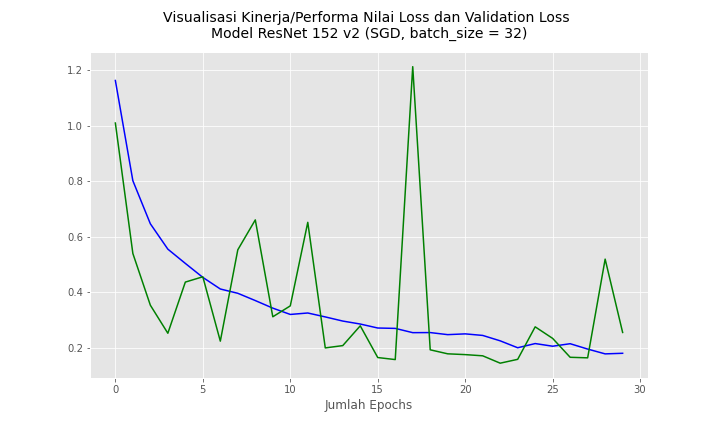 Visualisasi Kinerja/Performa Nilai Loss dan Validation Loss
Model ResNet 152 v2 (SGD, batch_size = 32)
1.2
1.0
0.8
0.6
0.4
0.2
0 5 10 15 20 25 30
Jumlah Epochs